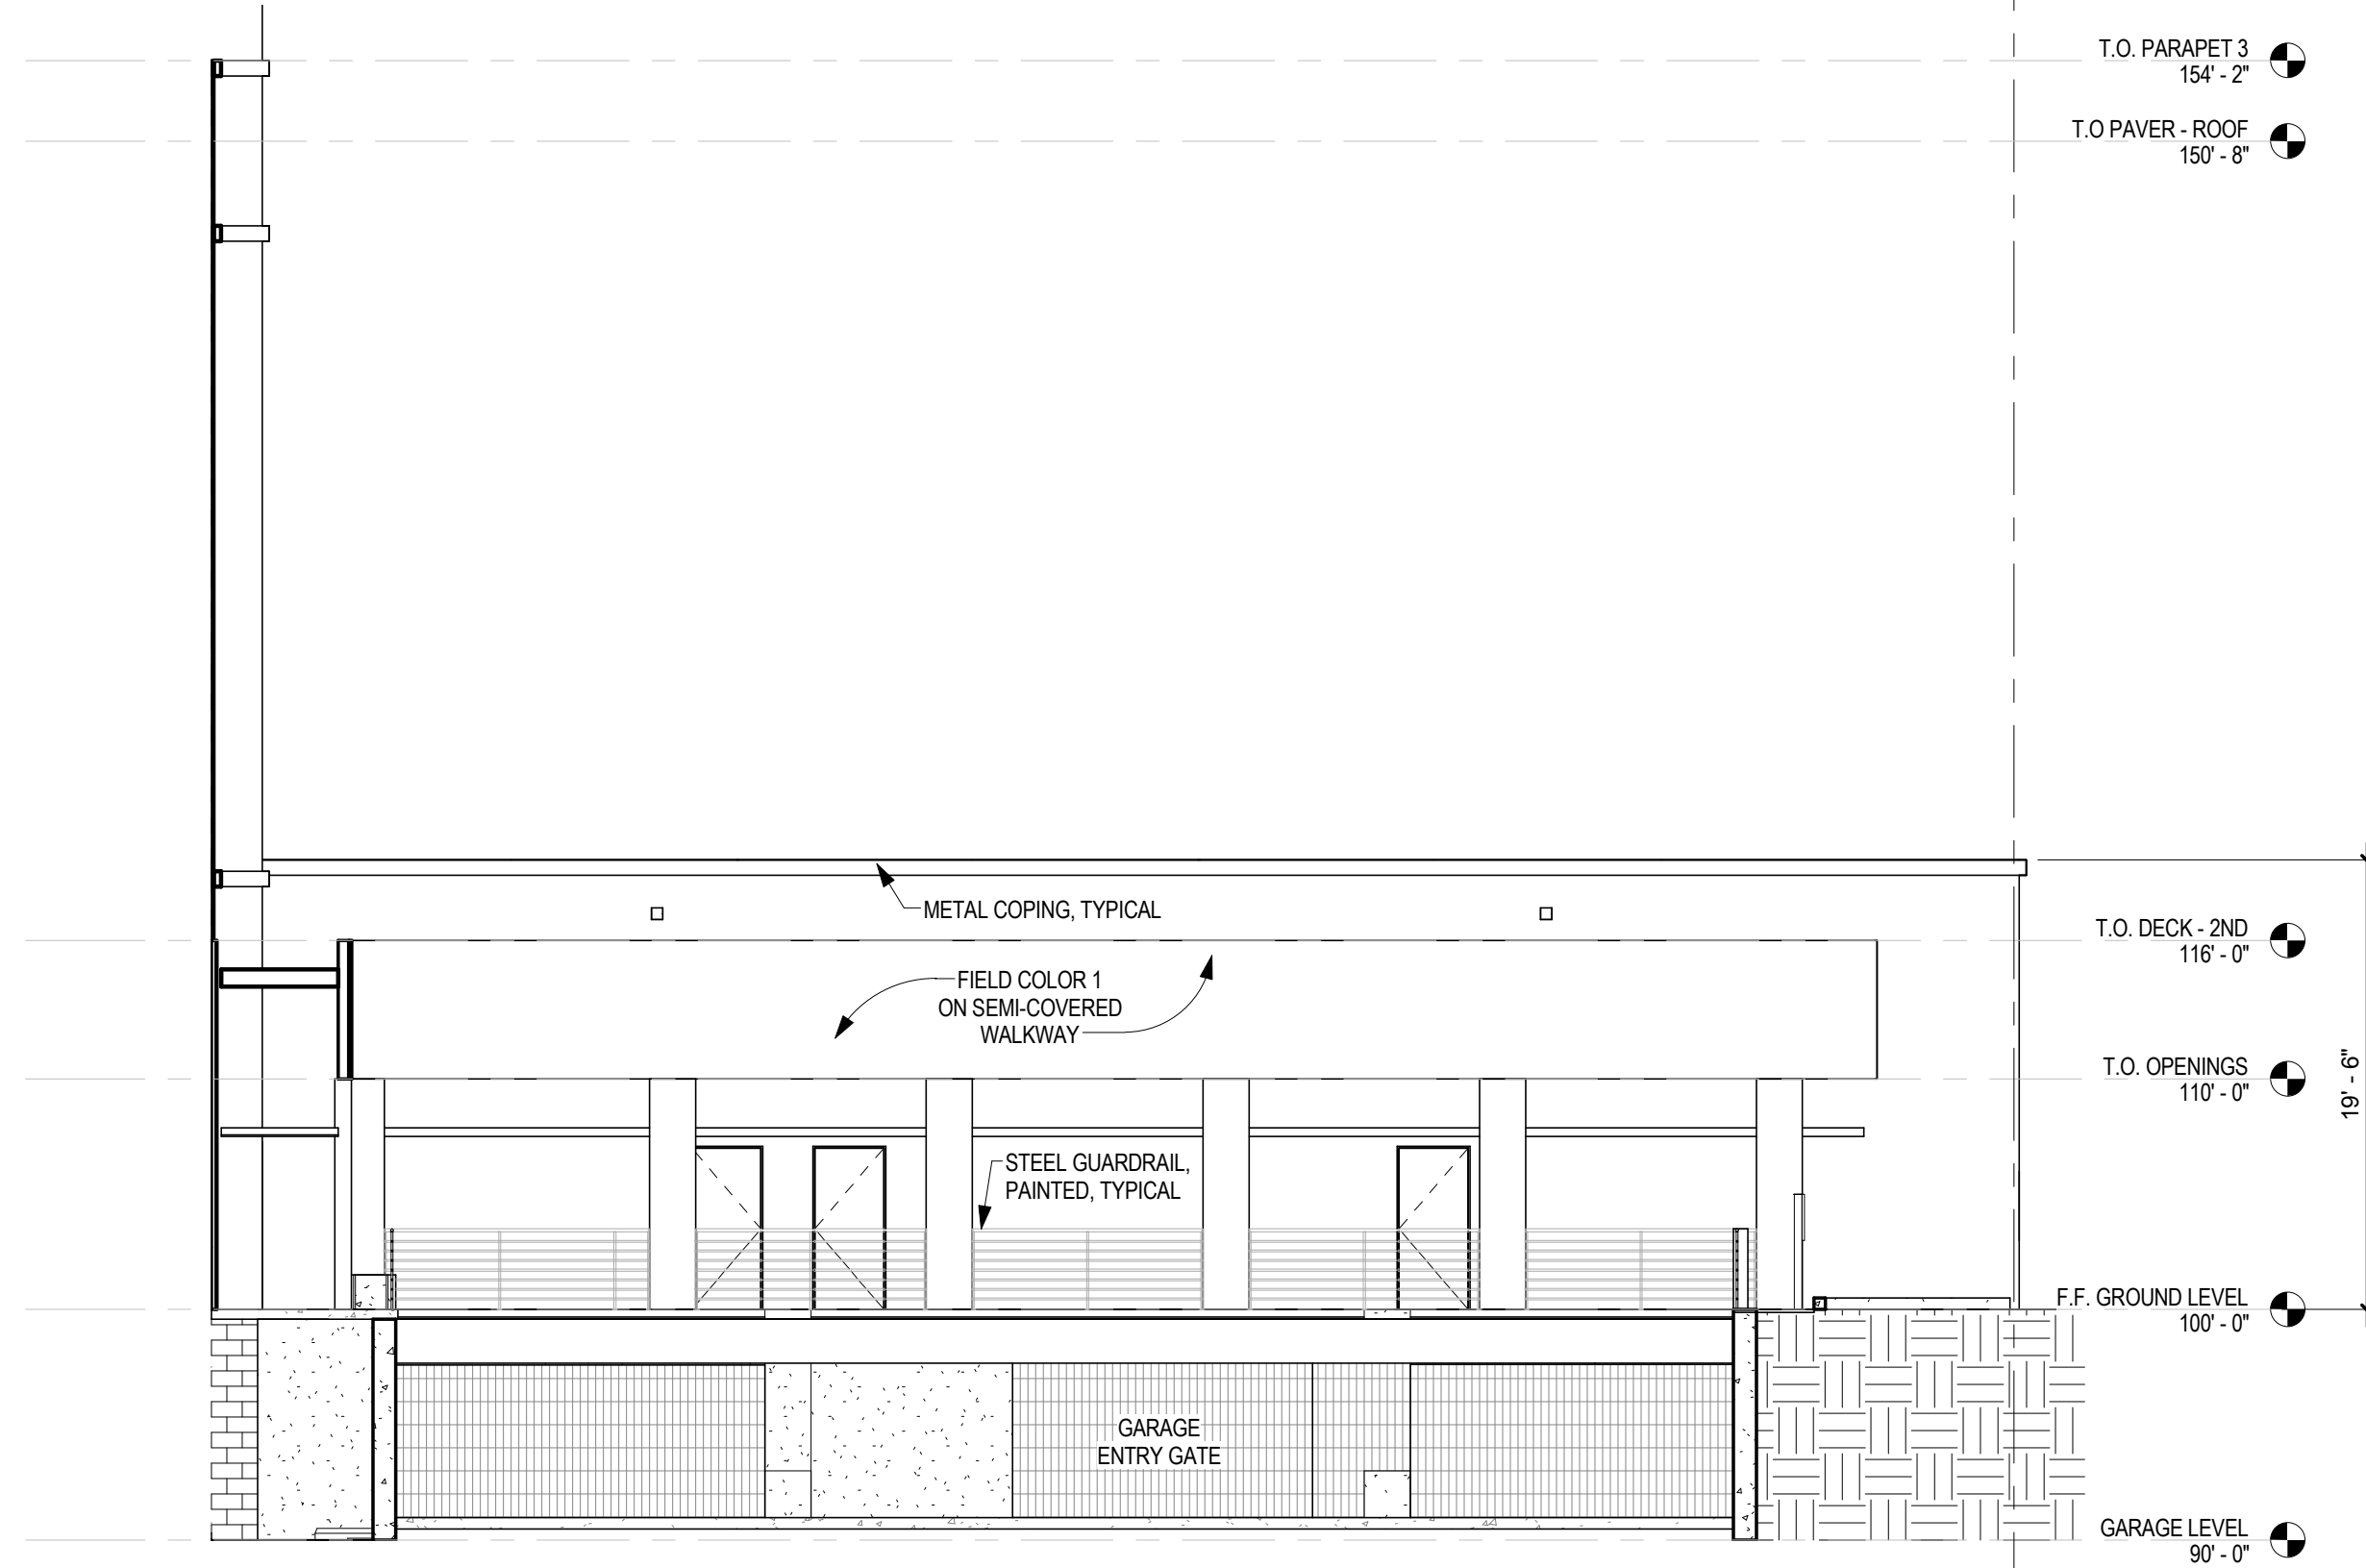 T.O. PARAPET 3
154' - 2"
T.O PAVER - ROOF
150' - 8"
METAL COPING, TYPICAL
T.O. DECK - 2ND
116' - 0"
FIELD COLOR 1
ON SEMI-COVERED
WALKWAY
T.O. OPENINGS
110' - 0"
19' - 6"
STEEL GUARDRAIL,
PAINTED, TYPICAL
F.F. GROUND LEVEL
100' - 0"
GARAGE
ENTRY GATE
GARAGE LEVEL
90' - 0"